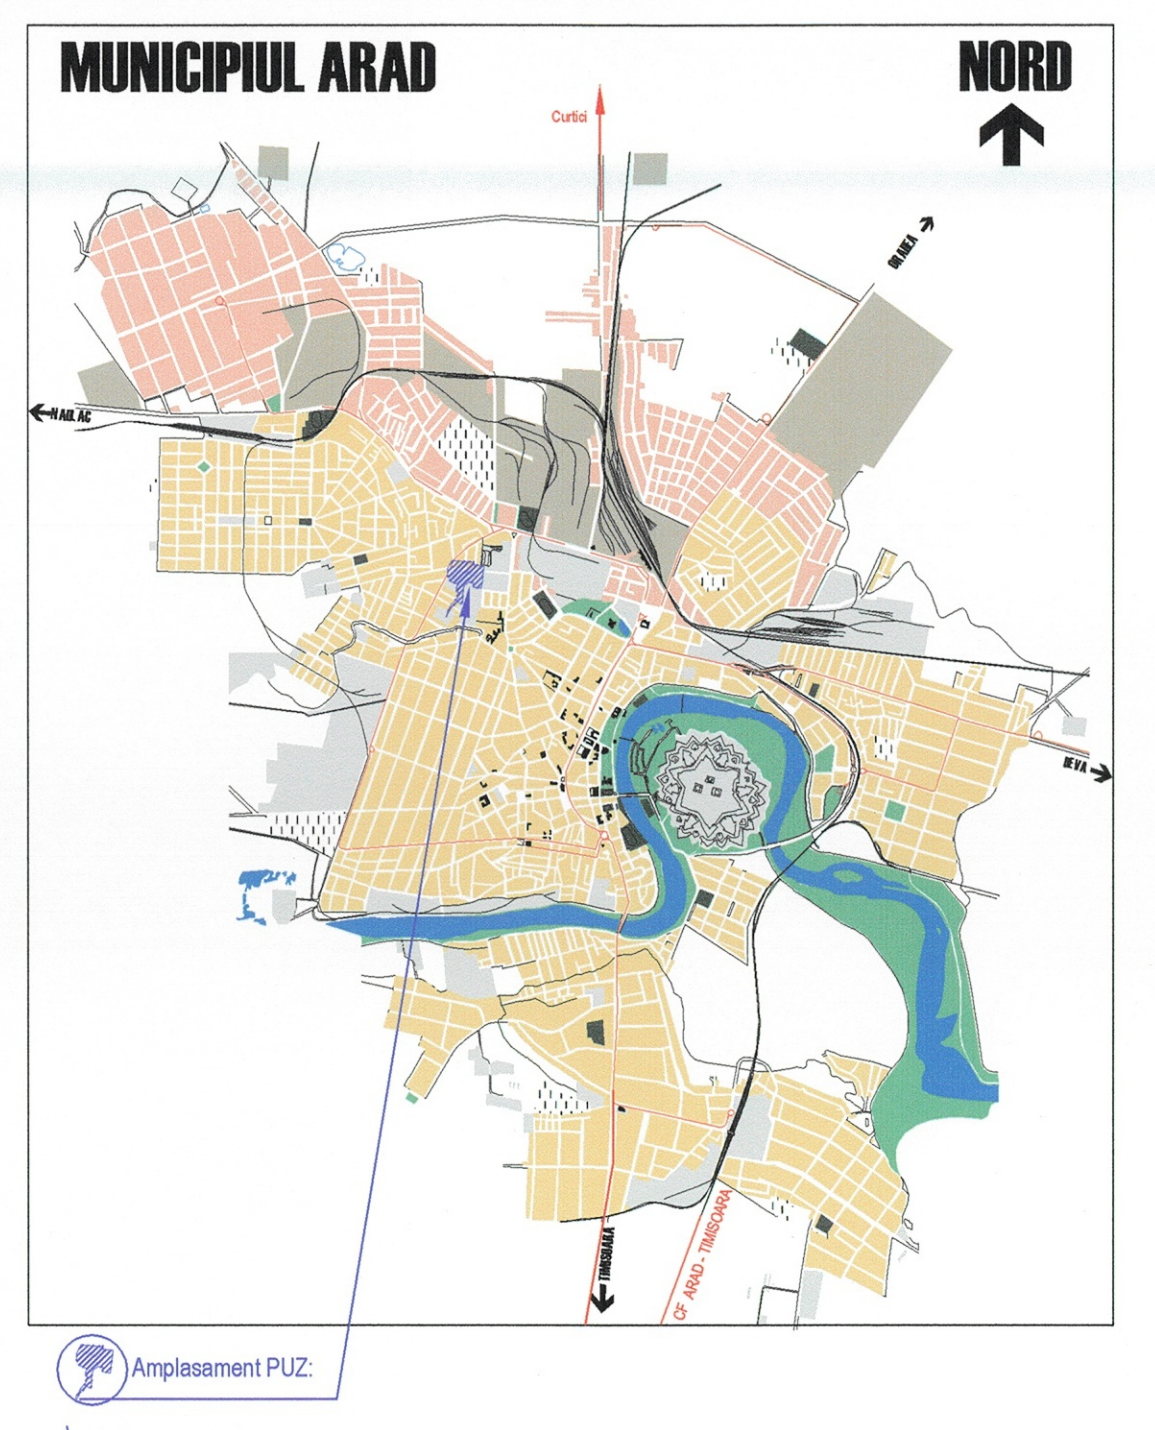 MUNICIPIUL ARAD
NORD
Curtici
ORADEA
NADLAC
DEVA
TIMISOARA
CF ARAD - TIMISOARA
Amplasament PUZ: